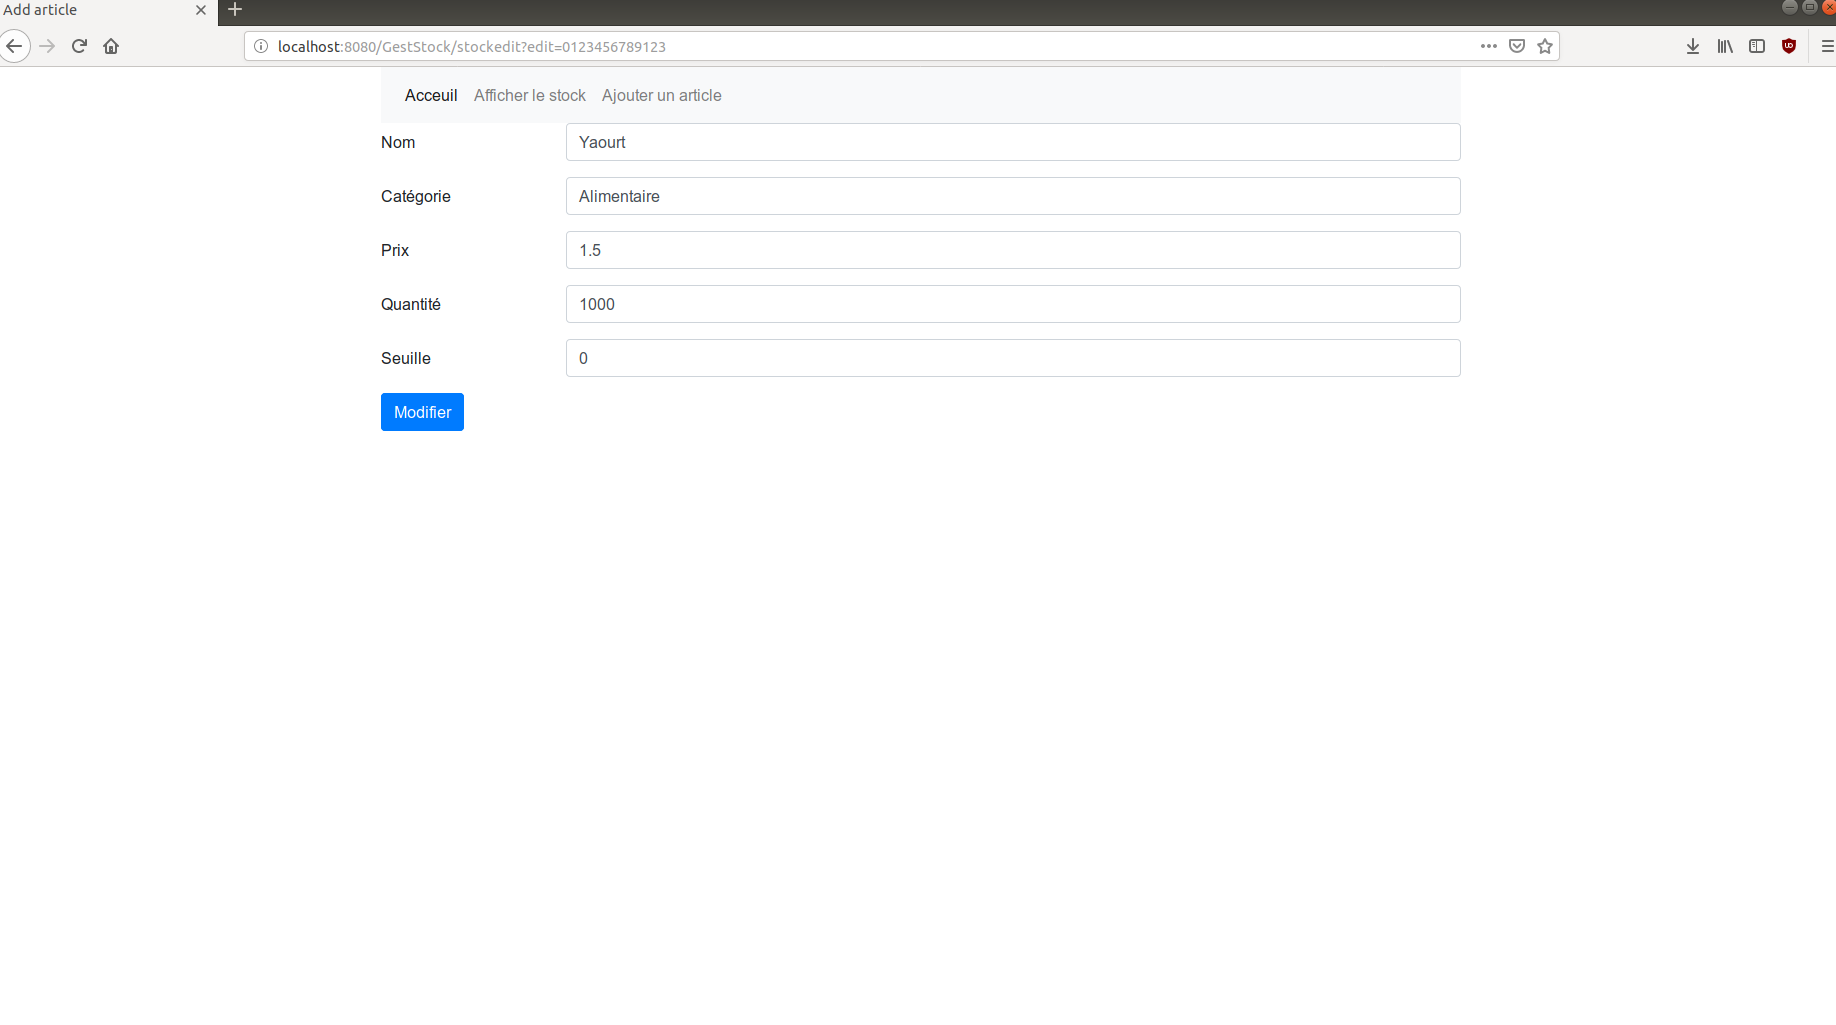 Add article
localhost:8080/GestStock/stockedit?edit=0123456789123
Acceuil Afficher le stock Ajouter un article
Nom Yaourt
Catégorie Alimentaire
Prix 1.5
Quantité 1000
Seuille 0
Modifier